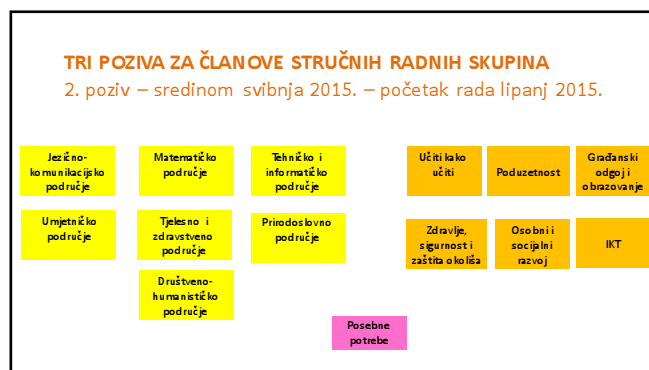 TRI POZIVA ZA ČLANOVE STRUČNIH RADNIH SKUPINA
2. poziv – sredinom svibnja 2015. – početak rada lipanj 2015.
Jezično-
komunikacijsko
područje
Matematičko
područje
Tehničko i
informatičko
područje
Učiti kako
učiti
Poduzetnost
Građanski
odgoj i
obrazovanje
Umjetničko
područje
Tjelesno i
zdravstveno
područje
Prirodoslovno
područje
Zdravlje,
sigurnost i
zaštita okoliša
Osobni i
socijalni
razvoj
IKT
Društveno-
humanističko
područje
Posebne
potrebe